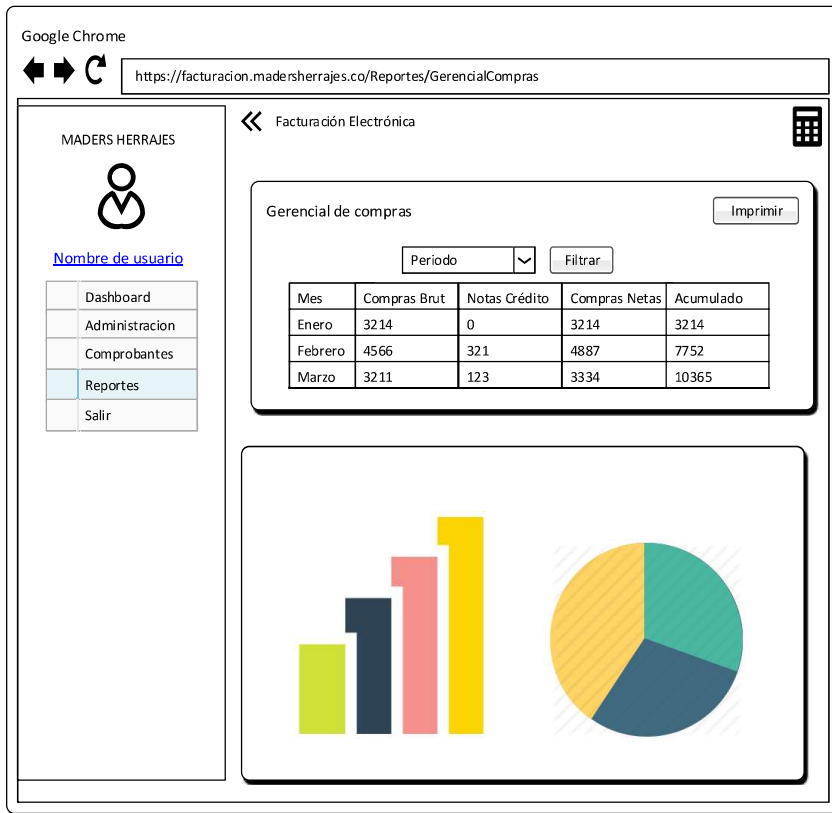 Google Chrome
https://facturacion.madersherrajes.co/Reportes/GerencialCompras
MADERS HERRAJES
Nombre de usuario
Dashboard
Administracion
Comprobantes
Reportes
Salir
Facturación Electrónica
Gerencial de compras
Imprimir
Periodo
Filtrar
Mes Compras Brut Notas Crédito Compras Netas Acumulado
Enero 3214 0 3214 3214
Febrero 4566 321 4887 7752
Marzo 3211 123 3334 10365